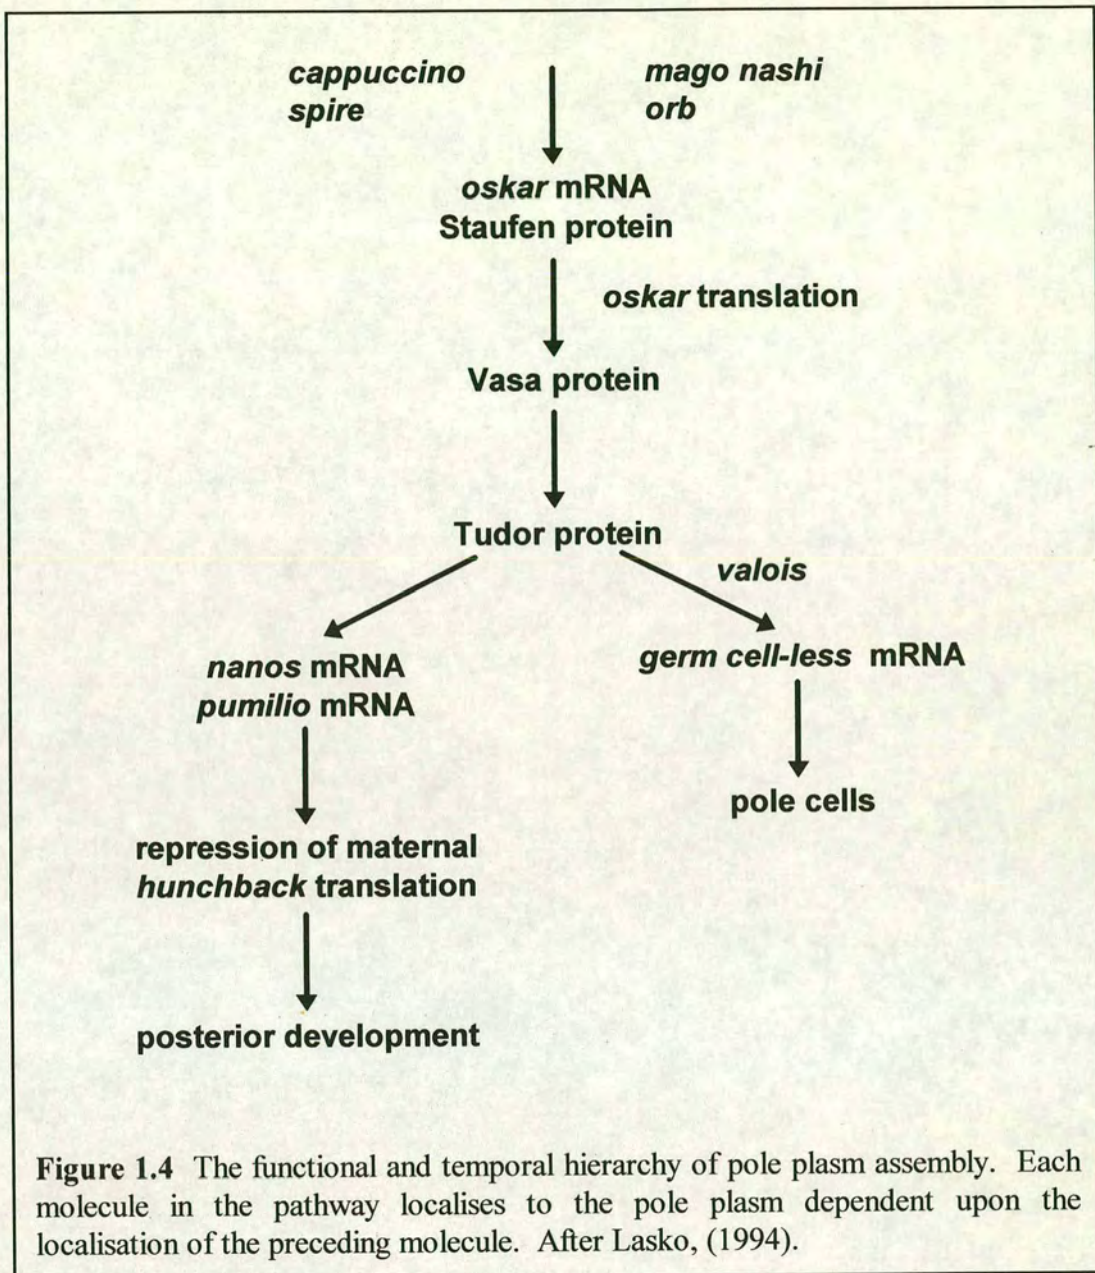 cappuccino
spire
mago nashi
orb
oskar mRNA
Staufen protein
oskar translation
Vasa protein
Tudor protein
valois
nanos mRNA
pumilio mRNA
germ cell-less mRNA
pole cells
repression of maternal
hunchback translation
posterior development
Figure 1.4 The functional and temporal hierarchy of pole plasm assembly. Each
molecule in the pathway localises to the pole plasm dependent upon the
localisation of the preceding molecule. After Lasko, (1994).